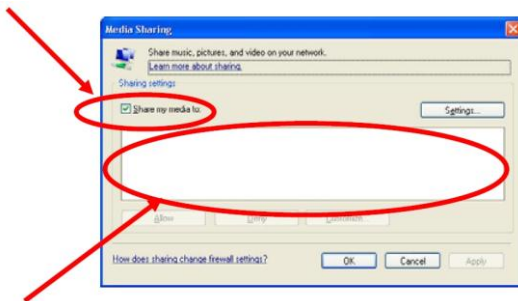 Media Sharing
Share music, pictures, and video on your network.
Learn more about sharing.
Sharing settings
Share my media to:
Settings...
Allow
Deny
Customize...
How does sharing change firewall settings?
OK
Cancel
Apply